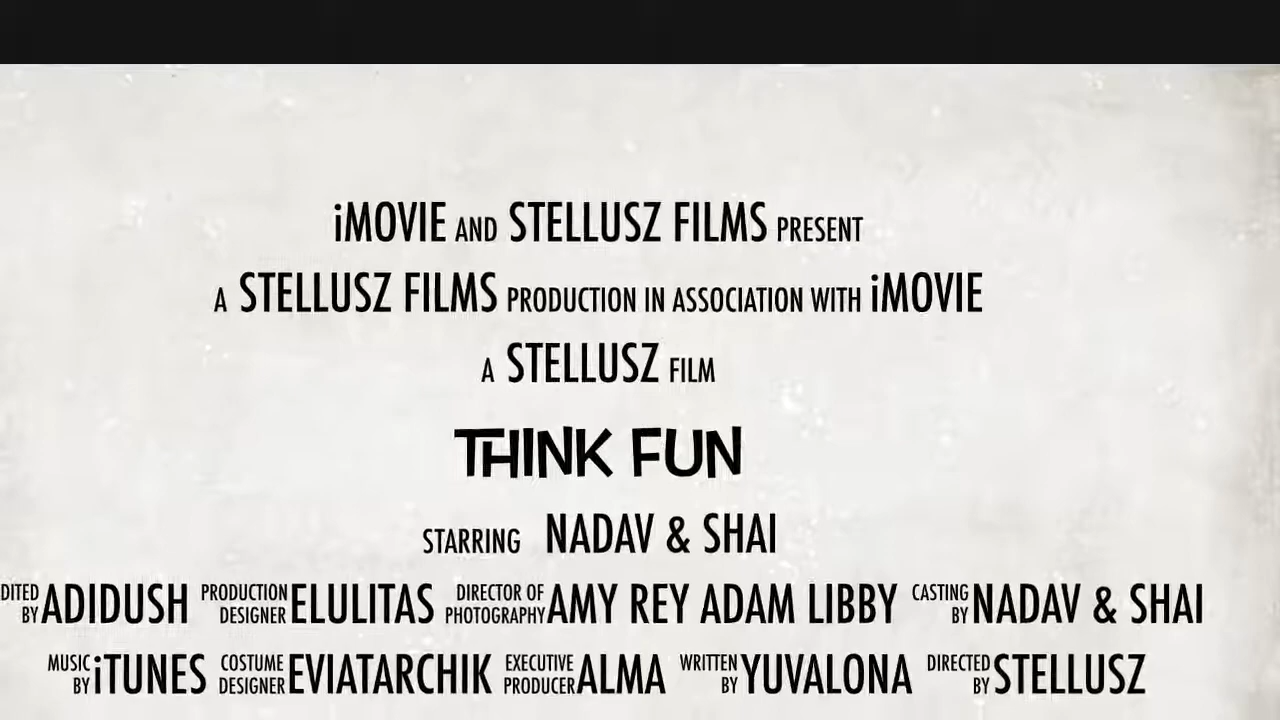 iMOVIE AND STELLUSZ FILMS PRESENT
A STELLUSZ FILMS PRODUCTION IN ASSOCIATION WITH iMOVIE
A STELLUSZ FILM
THINK FUN
STARRING NADAV & SHAI
DITED BY ADIDUSH PRODUCTION DESIGNER ELULITAS DIRECTOR OF PHOTOGRAPHY AMY REY ADAM LIBBY CASTING BY NADAV & SHAI
MUSIC BY iTUNES COSTUME DESIGNER EVIATARCHIK EXECUTIVE PRODUCER ALMA WRITTEN BY YUVALONA DIRECTED BY STELLUSZ